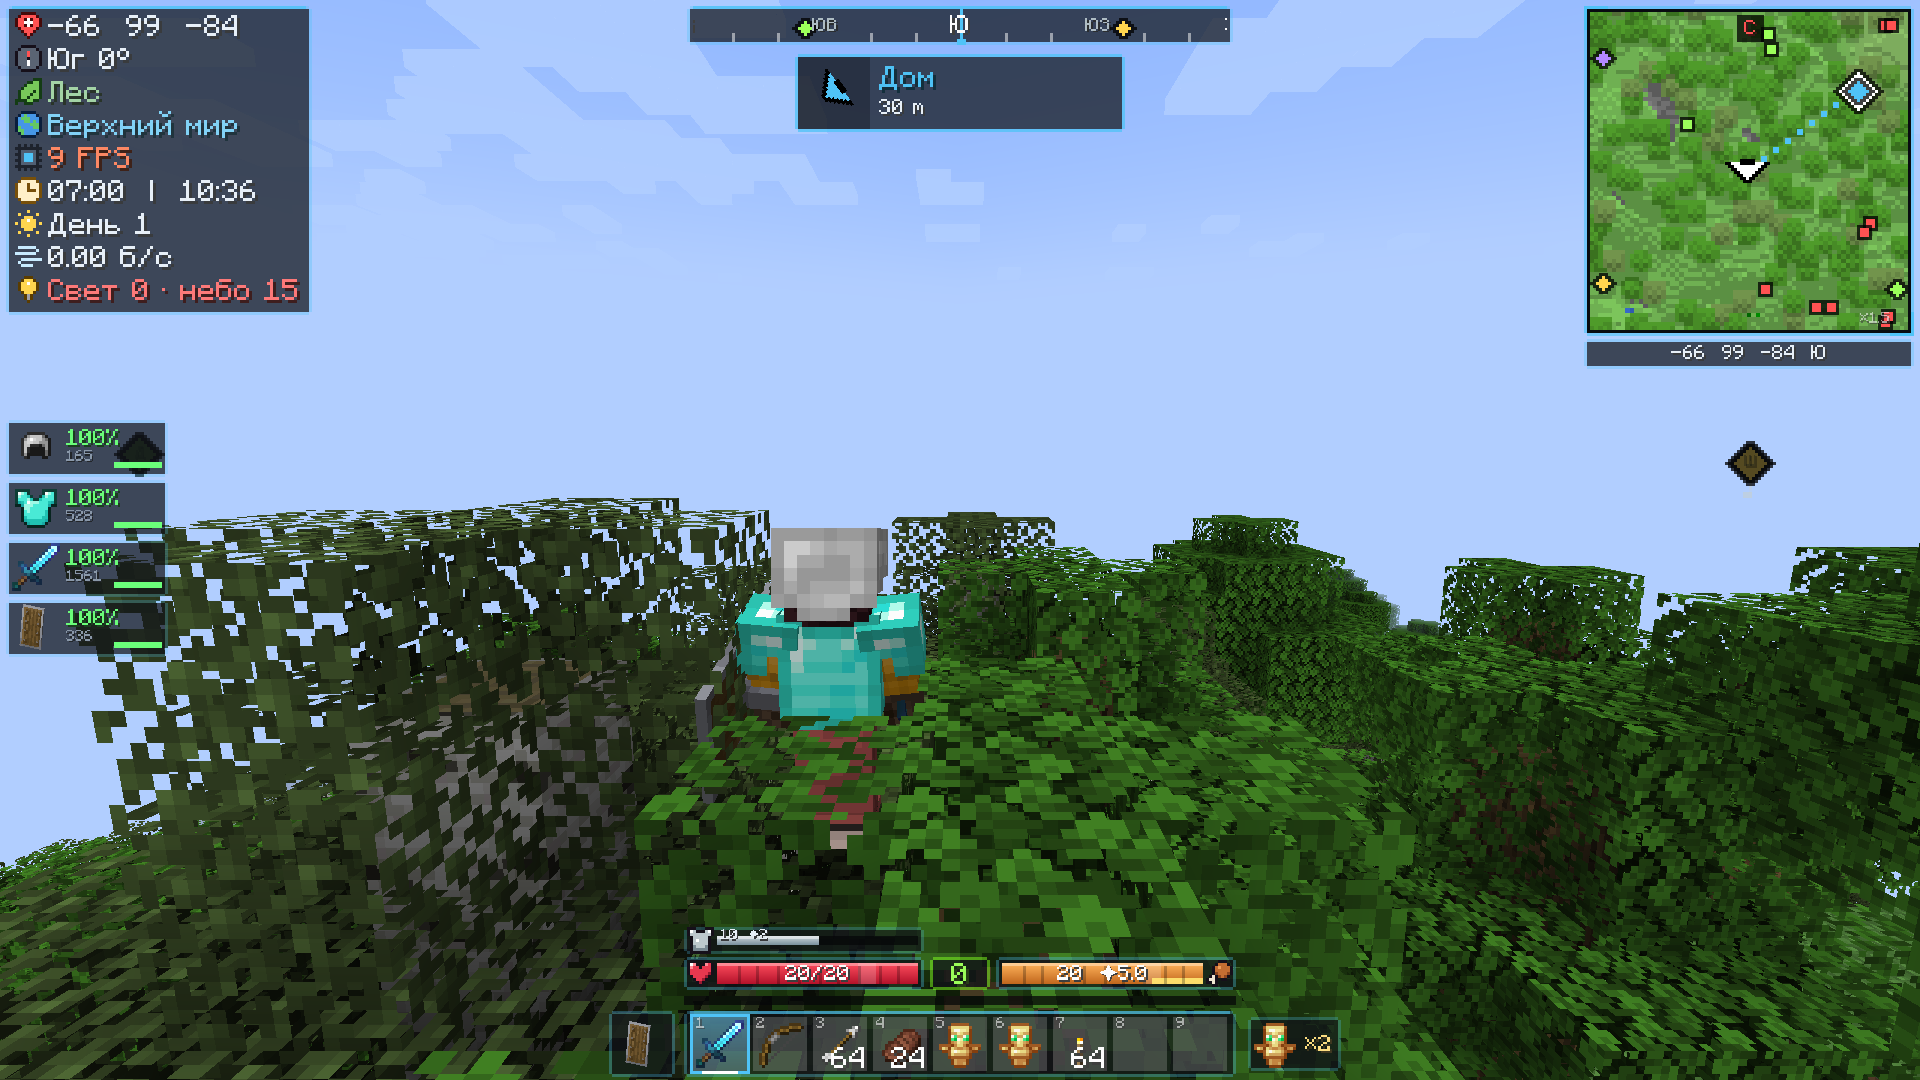 -66 99 -84
Юг 0°
Лес
Верхний мир
9 FPS
07:00 | 10:36
День 1
0.00 б/с
Свет 0 · небо 15
ЮВ Ю ЮЗ
Дом
30 m
С
-66 99 -84 Ю
100%
165
100%
528
100%
1561
100%
336
10 +2
20/20 0 20 +5.0
1 2 3 4 5 6 7 8 9
64 24 64 x2